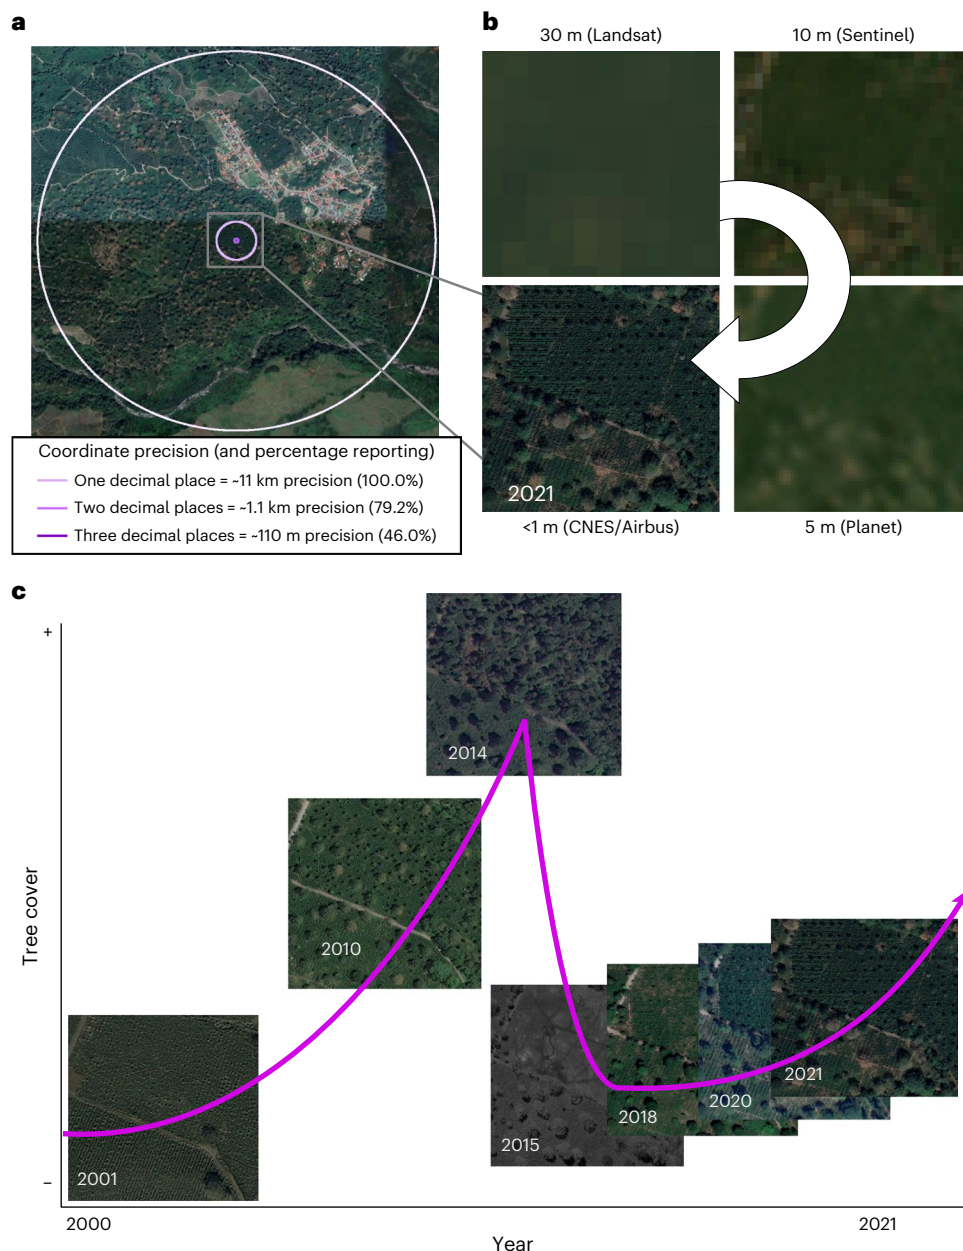 a
b
30 m (Landsat)
10 m (Sentinel)
2021
<1 m (CNES/Airbus)
5 m (Planet)
Coordinate precision (and percentage reporting)
One decimal place = ~11 km precision (100.0%)
Two decimal places = ~1.1 km precision (79.2%)
Three decimal places = ~110 m precision (46.0%)
c
+
Tree cover
–
2001
2010
2014
2015
2018
2020
2021
2000
2021
Year